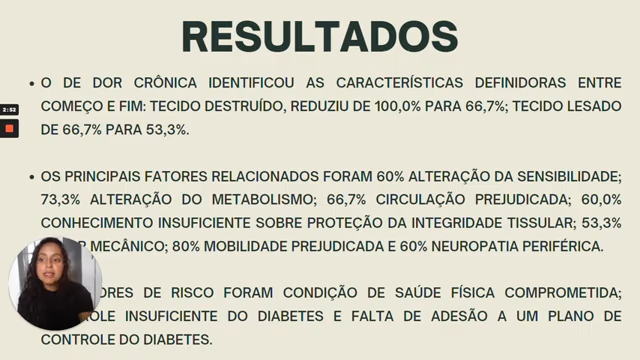 RESULTADOS
• O DE DOR CRÔNICA IDENTIFICOU AS CARACTERÍSTICAS DEFINIDORAS ENTRE
COMEÇO E FIM: TECIDO DESTRUÍDO, REDUZIU DE 100,0% PARA 66,7%; TECIDO LESADO
DE 66,7% PARA 53,3%.
2:52
• OS PRINCIPAIS FATORES RELACIONADOS FORAM 60% ALTERAÇÃO DA SENSIBILIDADE;
73,3% ALTERAÇÃO DO METABOLISMO; 66,7% CIRCULAÇÃO PREJUDICADA; 60,0%
CONHECIMENTO INSUFICIENTE SOBRE PROTEÇÃO DA INTEGRIDADE TISSULAR; 53,3%
MECÂNICO; 80% MOBILIDADE PREJUDICADA E 60% NEUROPATIA PERIFÉRICA.
DE RISCO FORAM CONDIÇÃO DE SAÚDE FÍSICA COMPROMETIDA;
INSUFICIENTE DO DIABETES E FALTA DE ADESÃO A UM PLANO DE
CONTROLE DO DIABETES.